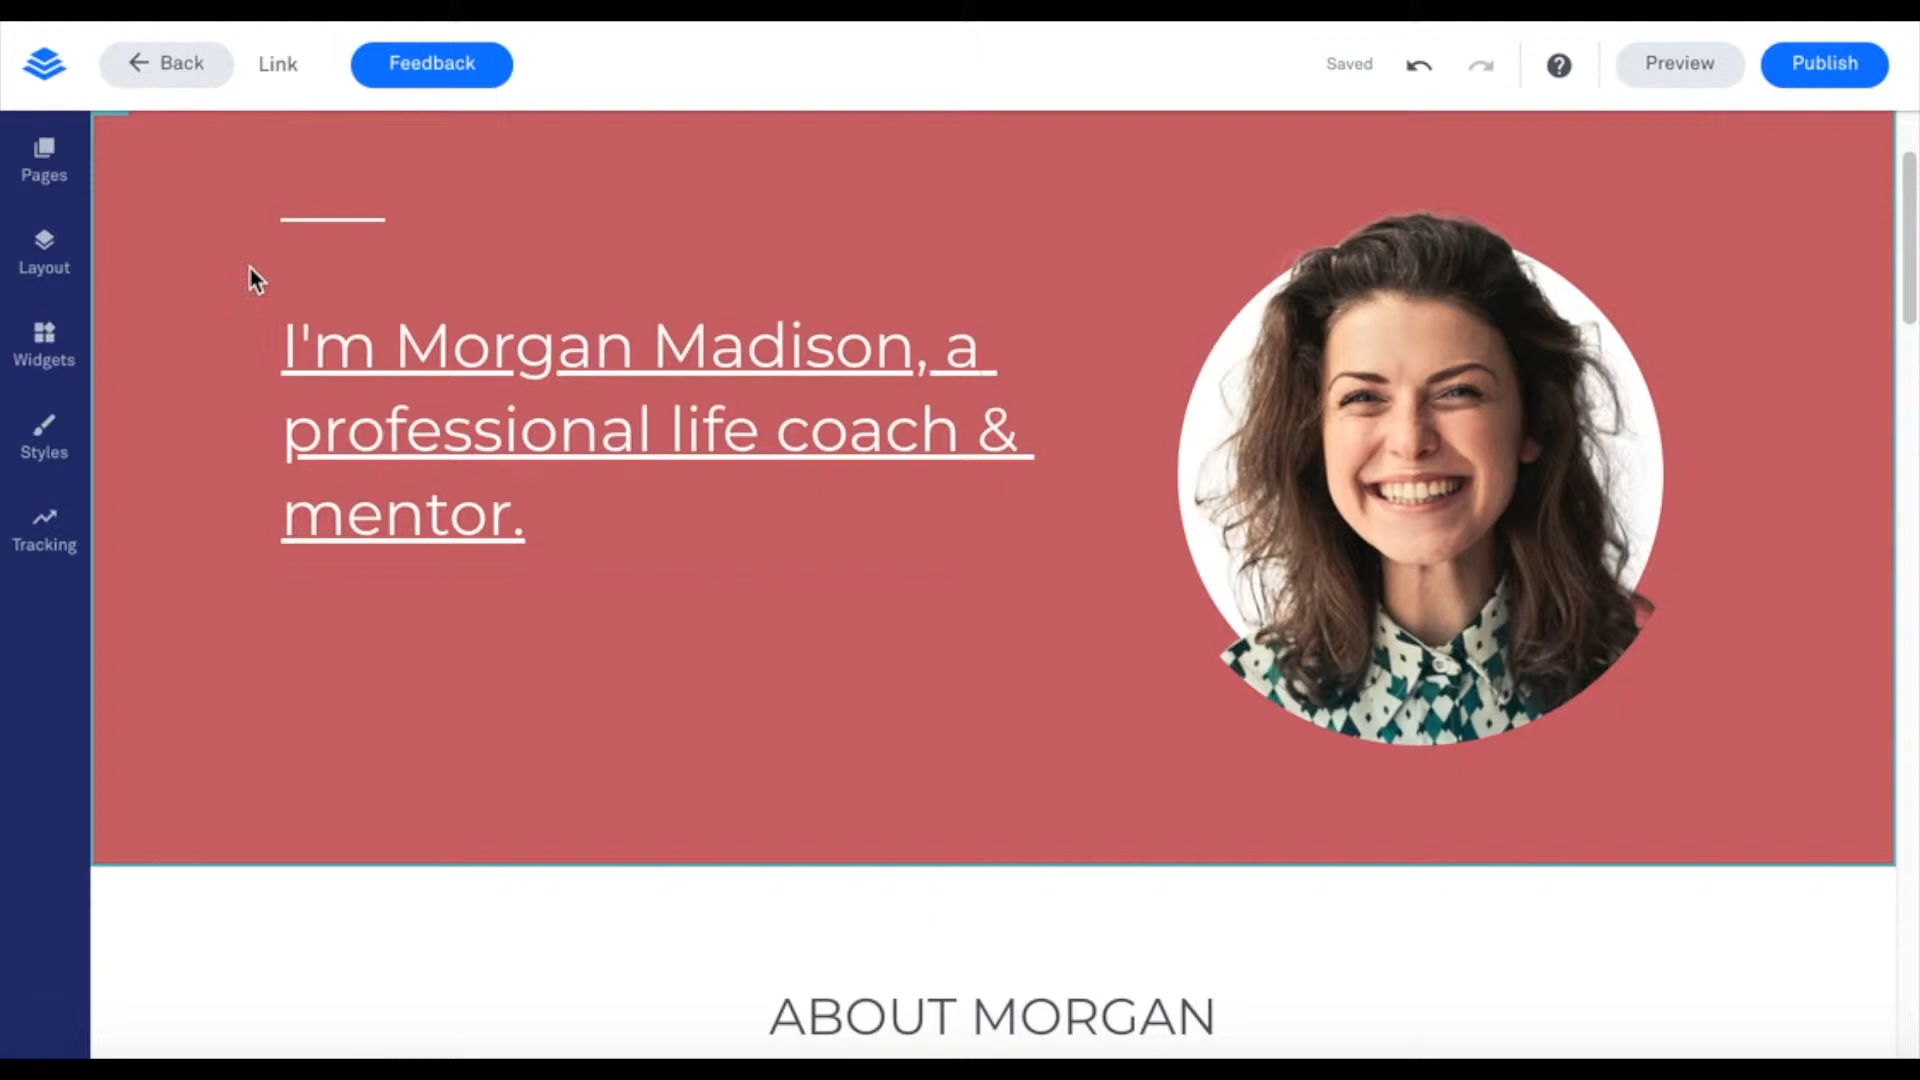 Back
Link
Feedback
Saved
Preview
Publish
Pages
Layout
Widgets
Styles
Tracking
I'm Morgan Madison, a
professional life coach &
mentor.
ABOUT MORGAN